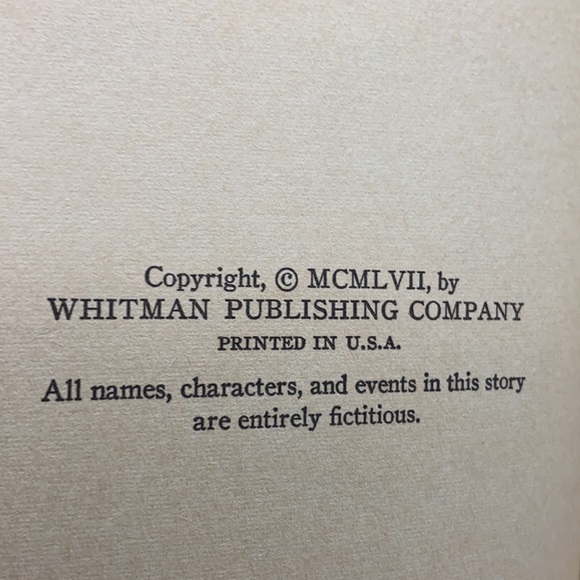 Copyright, © MCMLVII, by
WHITMAN PUBLISHING COMPANY
PRINTED IN U.S.A.
All names, characters, and events in this story
are entirely fictitious.